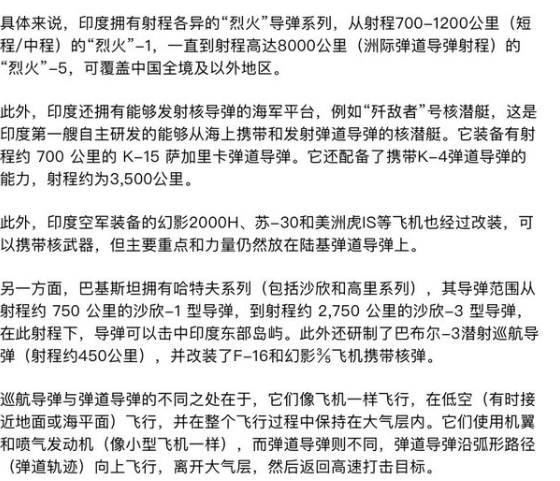 具体来说，印度拥有射程各异的“烈火”导弹系列，从射程700-1200公里（短
程/中程）的“烈火”-1，一直到射程高达8000公里（洲际弹道导弹射程）的
“烈火”-5，可覆盖中国全境及以外地区。
此外，印度还拥有能够发射核导弹的海军平台，例如“歼敌者”号核潜艇，这是
印度第一艘自主研发的能够从海上携带和发射弹道导弹的核潜艇。它装备有射
程约 700 公里的 K-15 萨加里卡弹道导弹。它还配备了携带K-4弹道导弹的
能力，射程约为3,500公里。
此外，印度空军装备的幻影2000H、苏-30和美洲虎IS等飞机也经过改装，可
以携带核武器，但主要重点和力量仍然放在陆基弹道导弹上。
另一方面，巴基斯坦拥有哈特夫系列（包括沙欣和高里系列），其导弹范围从
射程约 750 公里的沙欣-1 型导弹，到射程约 2,750 公里的沙欣-3 型导弹，
在此射程下，导弹可以击中印度东部岛屿。此外还研制了巴布尔-3潜射巡航导
弹（射程约450公里），并改装了F-16和幻影⅗飞机携带核弹。
巡航导弹与弹道导弹的不同之处在于，它们像飞机一样飞行，在低空（有时接
近地面或海平面）飞行，并在整个飞行过程中保持在大气层内。它们使用机翼
和喷气发动机（像小型飞机一样），而弹道导弹则不同，弹道导弹沿弧形路径
（弹道轨迹）向上飞行，离开大气层，然后返回高速打击目标。